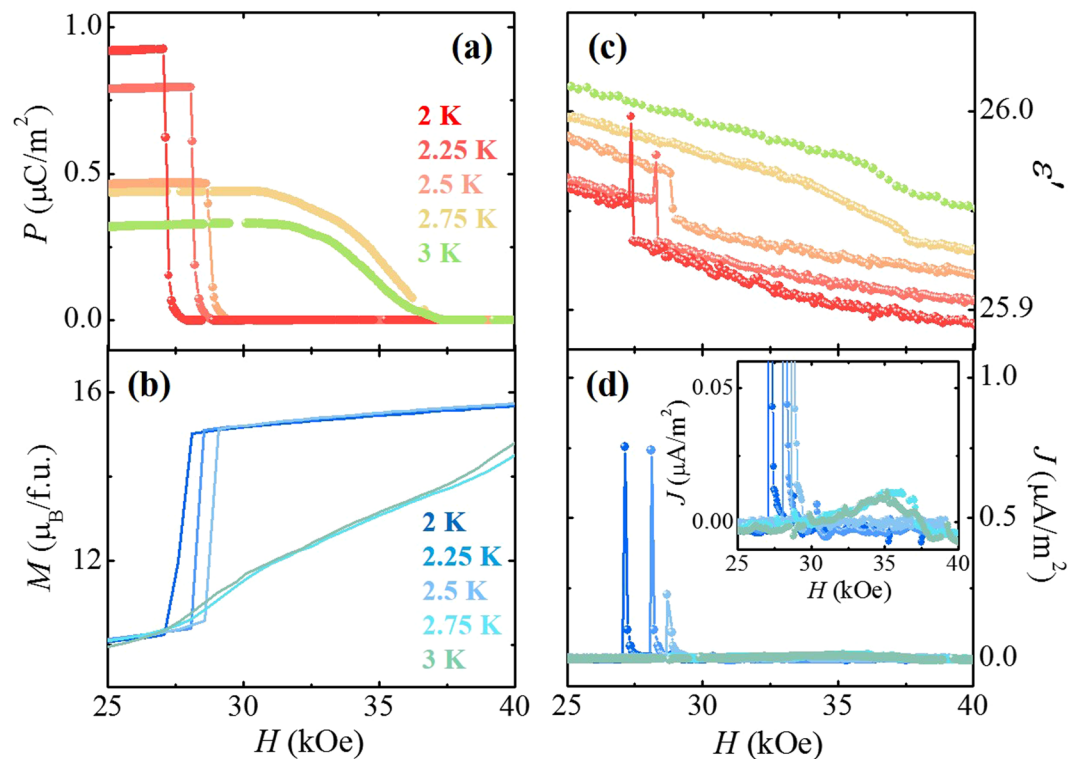 1.0
0.5
0.0
P (μC/m²)
(a)
2 K
2.25 K
2.5 K
2.75 K
3 K
(c)
26.0
25.9
ε'
16
12
M (μB/f.u.)
(b)
2 K
2.25 K
2.5 K
2.75 K
3 K
25 30 35 40
H (kOe)
(d)
0.05
0.00
J (μA/m²)
25 30 35 40
H (kOe)
1.0
0.5
0.0
J (μA/m²)
25 30 35 40
H (kOe)